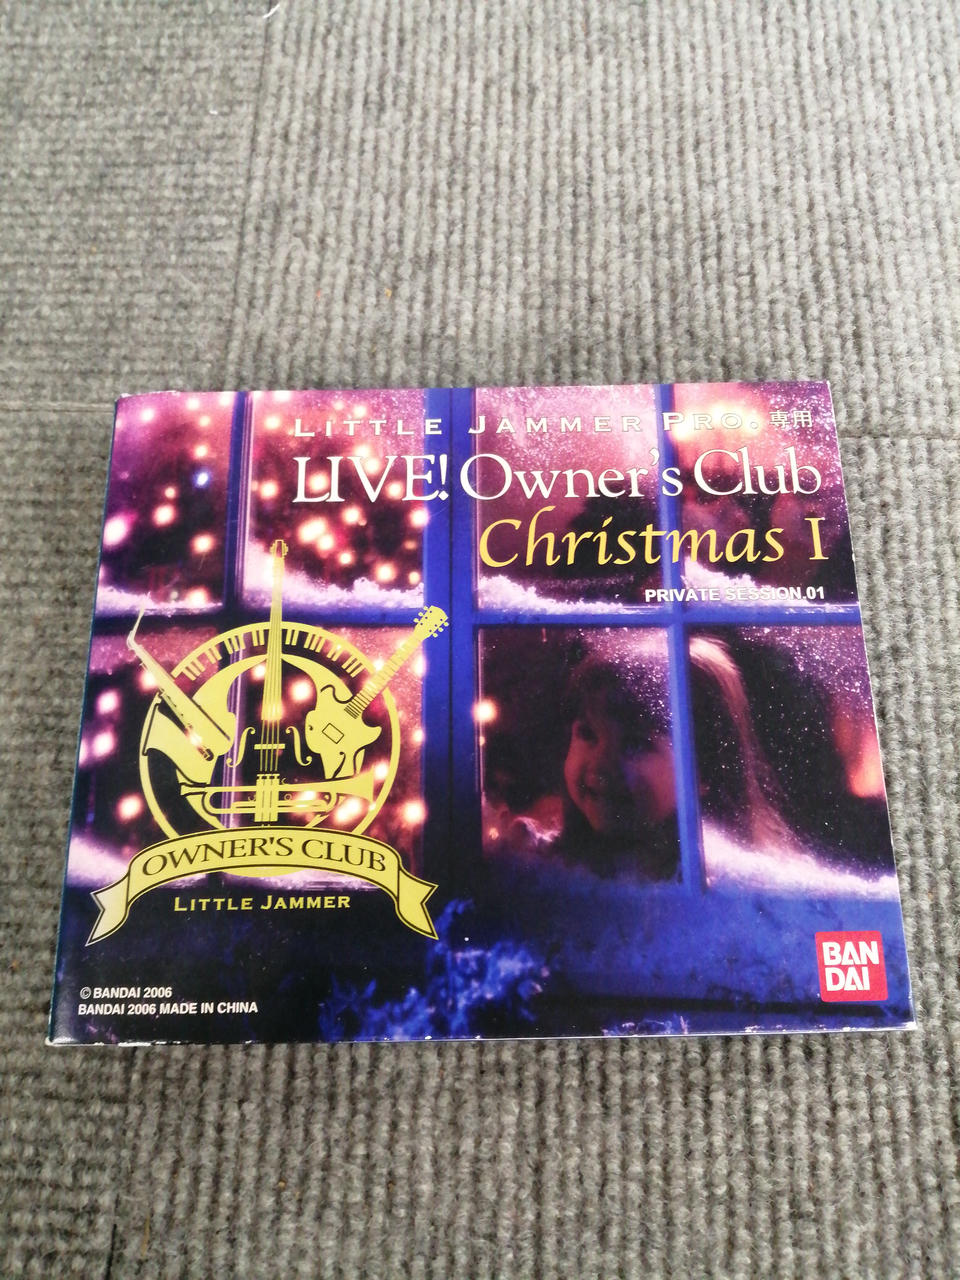 LITTLE JAMMER PRO. 専用
LIVE! Owner's Club
Christmas I
PRIVATE SESSION.01
OWNER'S CLUB
LITTLE JAMMER
© BANDAI 2006
BANDAI 2006 MADE IN CHINA
BAN
DAI